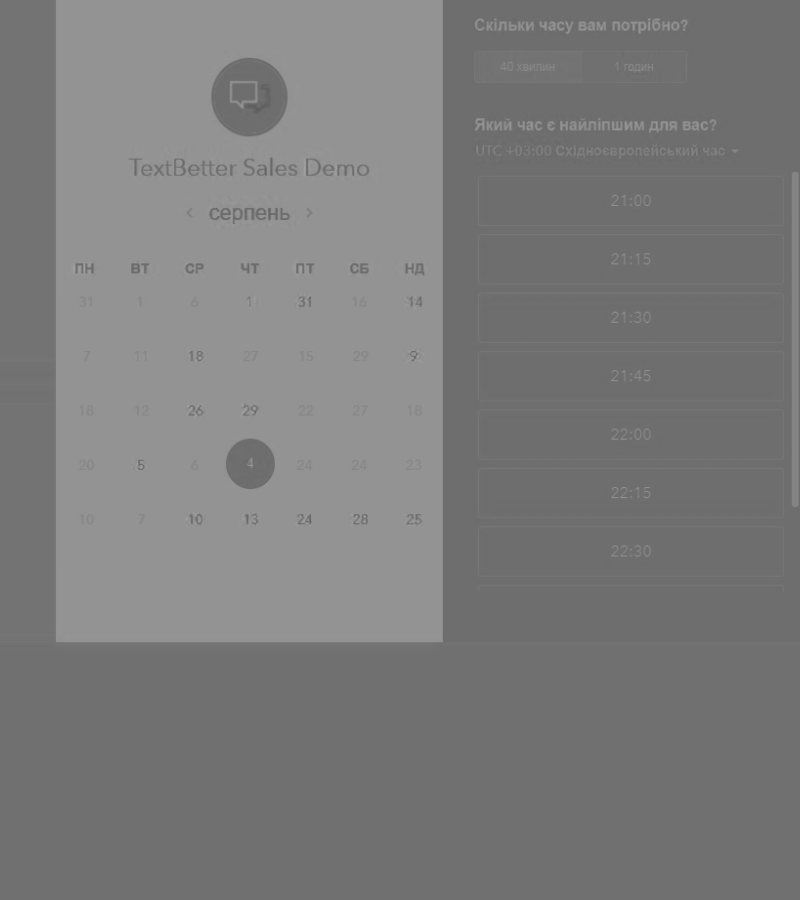 TextBetter Sales Demo
‹ серпень ›
ПН ВТ СР ЧТ ПТ СБ НД
31 1 6 1 31 16 14
7 11 18 27 15 29 9
18 12 26 29 22 27 18
20 5 6 4 24 24 23
10 7 10 13 24 28 25
Скільки часу вам потрібно?
40 хвилин 1 годин
Який час є найліпшим для вас?
UTC +03:00 Східноєвропейський час
21:00
21:15
21:30
21:45
22:00
22:15
22:30